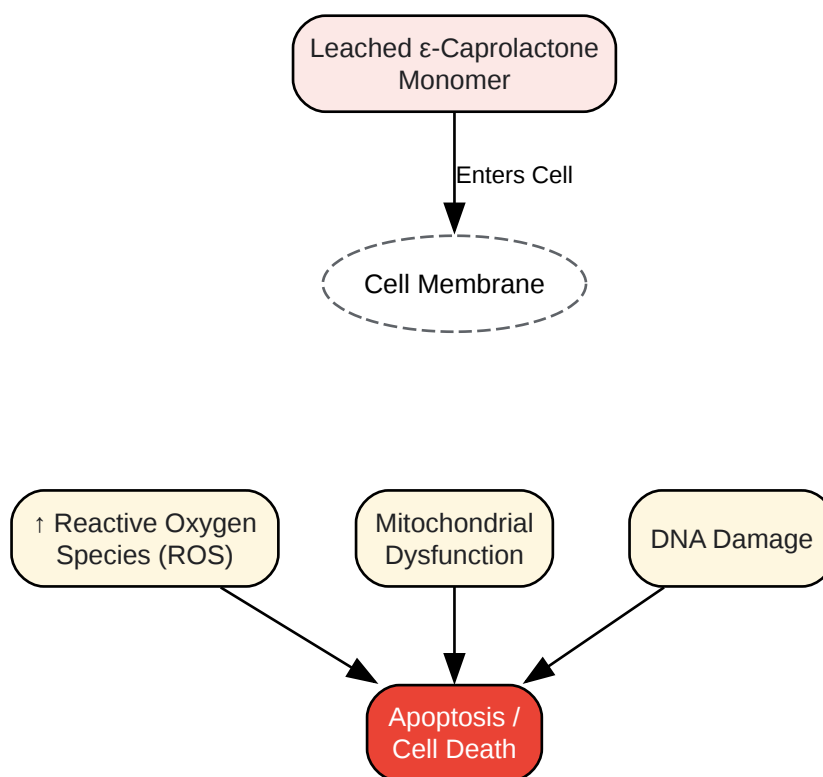 Leached ε-Caprolactone
Monomer
Enters Cell
Cell Membrane
↑ Reactive Oxygen
Species (ROS)
Mitochondrial
Dysfunction
DNA Damage
Apoptosis /
Cell Death